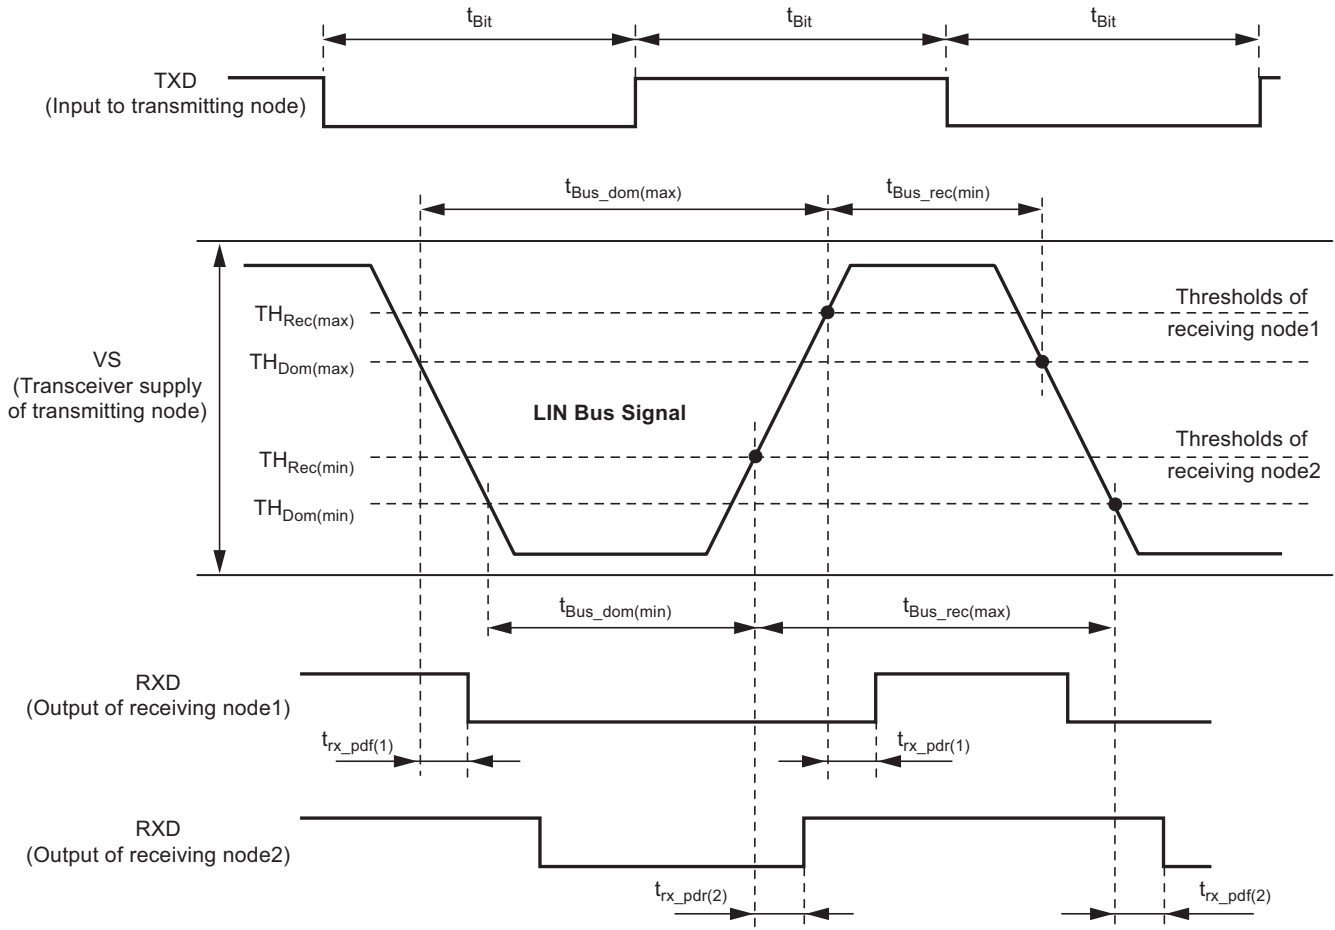 tBit
tBit
tBit
TXD
(Input to transmitting node)
tBus_dom(max)
tBus_rec(min)
Thresholds of
receiving node1
THRec(max)
THDom(max)
VS
(Transceiver supply
of transmitting node)
LIN Bus Signal
Thresholds of
receiving node2
THRec(min)
THDom(min)
tBus_dom(min)
tBus_rec(max)
RXD
(Output of receiving node1)
trx_pdf(1)
trx_pdr(1)
RXD
(Output of receiving node2)
trx_pdr(2)
trx_pdf(2)